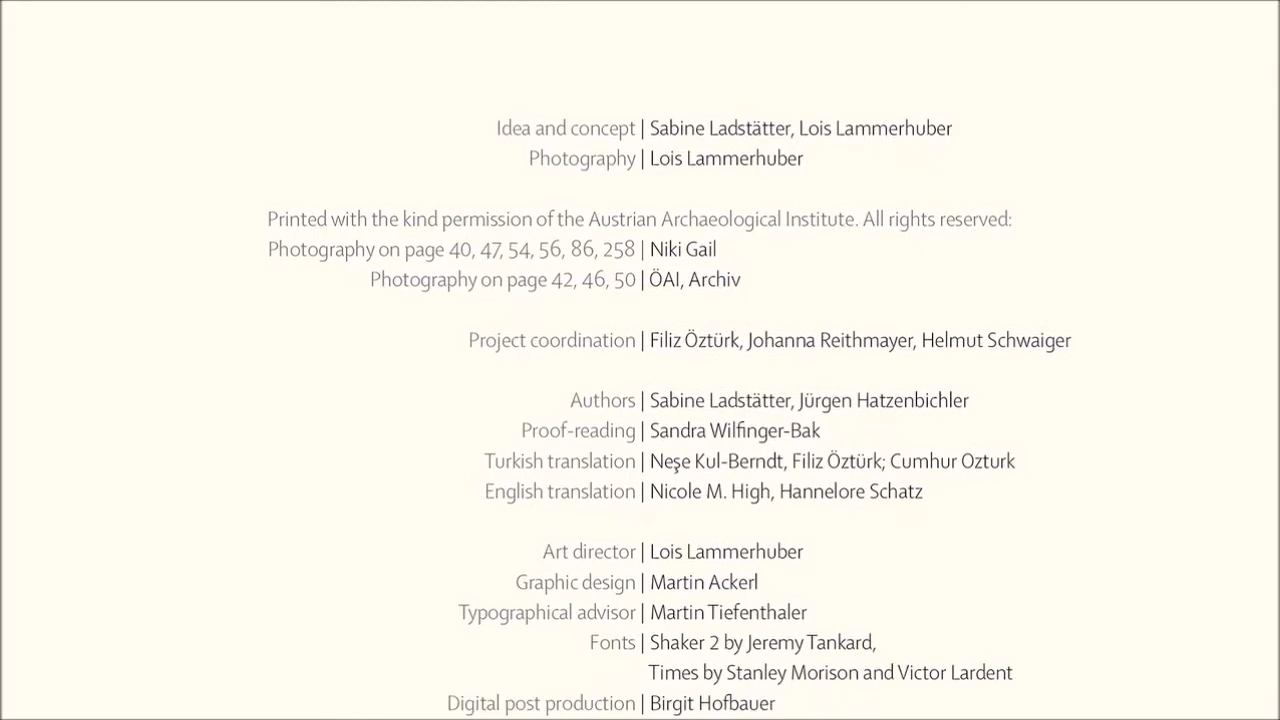 Idea and concept | Sabine Ladstätter, Lois Lammerhuber
Photography | Lois Lammerhuber
Printed with the kind permission of the Austrian Archaeological Institute. All rights reserved:
Photography on page 40, 47, 54, 56, 86, 258 | Niki Gail
Photography on page 42, 46, 50 | ÖAI, Archiv
Project coordination | Filiz Öztürk, Johanna Reithmayer, Helmut Schwaiger
Authors | Sabine Ladstätter, Jürgen Hatzenbichler
Proof-reading | Sandra Wilfinger-Bak
Turkish translation | Neşe Kul-Berndt, Filiz Öztürk; Cumhur Ozturk
English translation | Nicole M. High, Hannelore Schatz
Art director | Lois Lammerhuber
Graphic design | Martin Ackerl
Typographical advisor | Martin Tiefenthaler
Fonts | Shaker 2 by Jeremy Tankard,
Times by Stanley Morison and Victor Lardent
Digital post production | Birgit Hofbauer